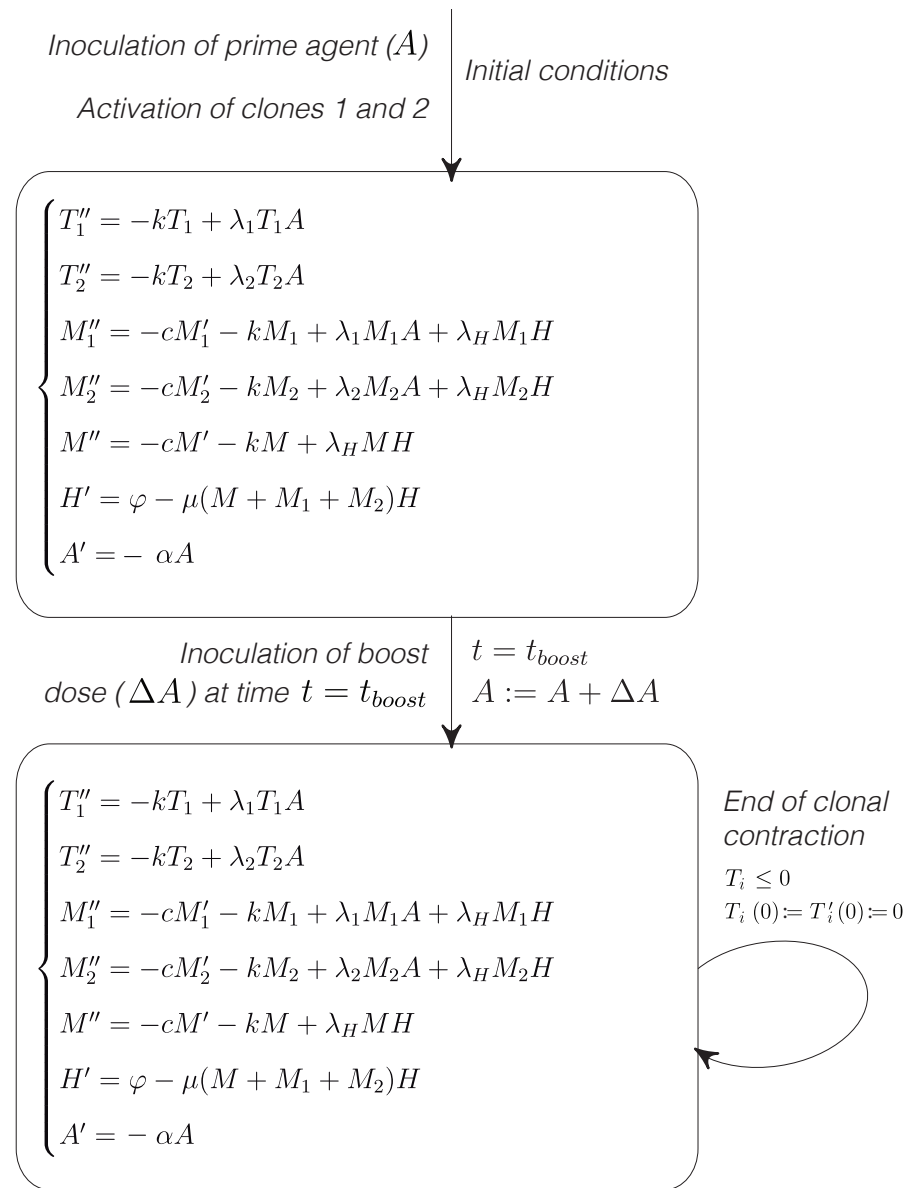 Inoculation of prime agent (A)
Activation of clones 1 and 2
Initial conditions
T₁″ = −kT₁ + λ₁T₁A
T₂″ = −kT₂ + λ₂T₂A
M₁″ = −cM₁′ − kM₁ + λ₁M₁A + λ_H M₁H
M₂″ = −cM₂′ − kM₂ + λ₂M₂A + λ_H M₂H
M″ = −cM′ − kM + λ_H MH
H′ = φ − μ(M + M₁ + M₂)H
A′ = − αA
Inoculation of boost
dose (ΔA) at time t = t_boost
t = t_boost
A := A + ΔA
T₁″ = −kT₁ + λ₁T₁A
T₂″ = −kT₂ + λ₂T₂A
M₁″ = −cM₁′ − kM₁ + λ₁M₁A + λ_H M₁H
M₂″ = −cM₂′ − kM₂ + λ₂M₂A + λ_H M₂H
M″ = −cM′ − kM + λ_H MH
H′ = φ − μ(M + M₁ + M₂)H
A′ = − αA
End of clonal
contraction
T_i ≤ 0
T_i (0):= T_i′(0):= 0